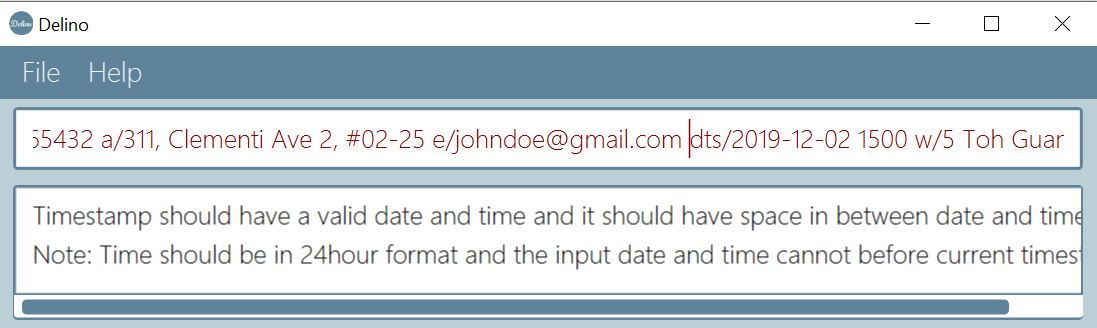 Delino
File Help
55432 a/311, Clementi Ave 2, #02-25 e/johndoe@gmail.com dts/2019-12-02 1500 w/5 Toh Guar
Timestamp should have a valid date and time and it should have space in between date and time
Note: Time should be in 24hour format and the input date and time cannot before current timest